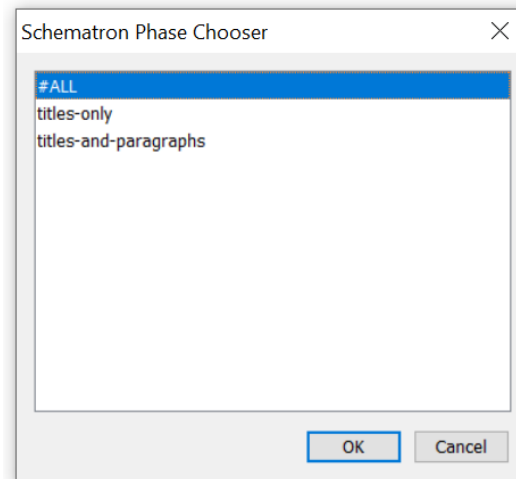 Schematron Phase Chooser
#ALL
titles-only
titles-and-paragraphs
OK
Cancel